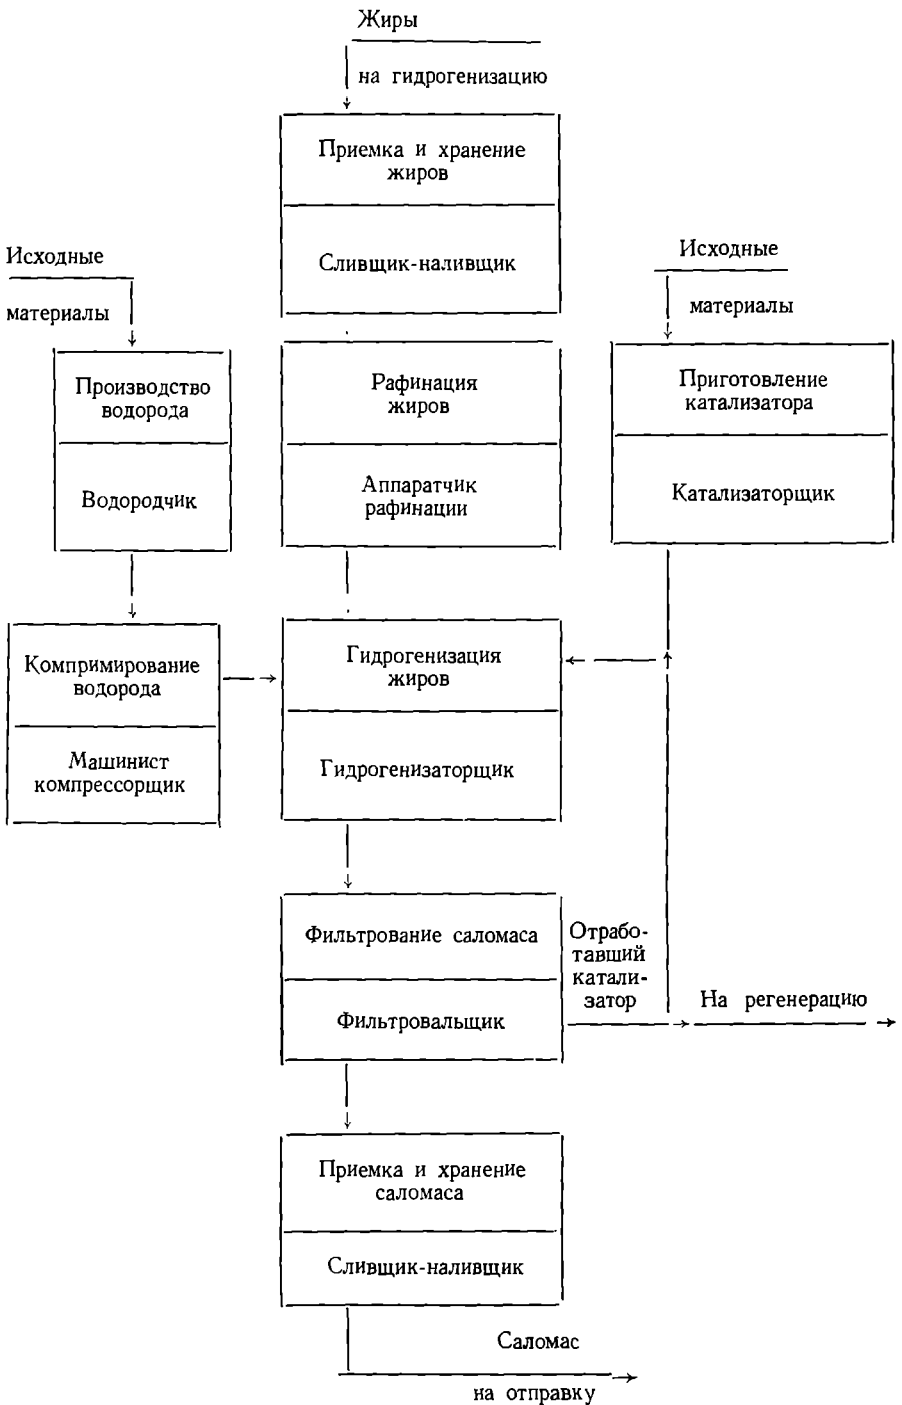 Жиры
на гидрогенизацию
Приемка и хранение
жиров
Сливщик-наливщик
Исходные
материалы
Исходные
материалы
Производство
водорода
Водородчик
Рафинация
жиров
Аппаратчик
рафинации
Приготовление
катализатора
Катализаторщик
Компримирование
водорода
Машинист
компрессорщик
Гидрогенизация
жиров
Гидрогенизаторщик
Фильтрование саломаса
Фильтровальщик
Отрабо-
тавший
катали-
затор
На регенерацию
Приемка и хранение
саломаса
Сливщик-наливщик
Саломас
на отправку